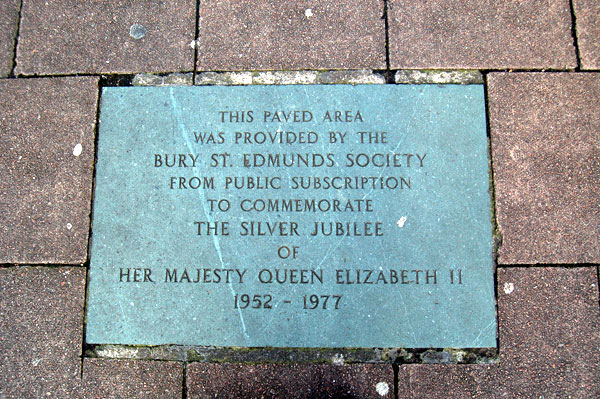 THIS PAVED AREA
WAS PROVIDED BY THE
BURY ST. EDMUNDS SOCIETY
FROM PUBLIC SUBSCRIPTION
TO COMMEMORATE
THE SILVER JUBILEE
OF
HER MAJESTY QUEEN ELIZABETH II
1952 - 1977